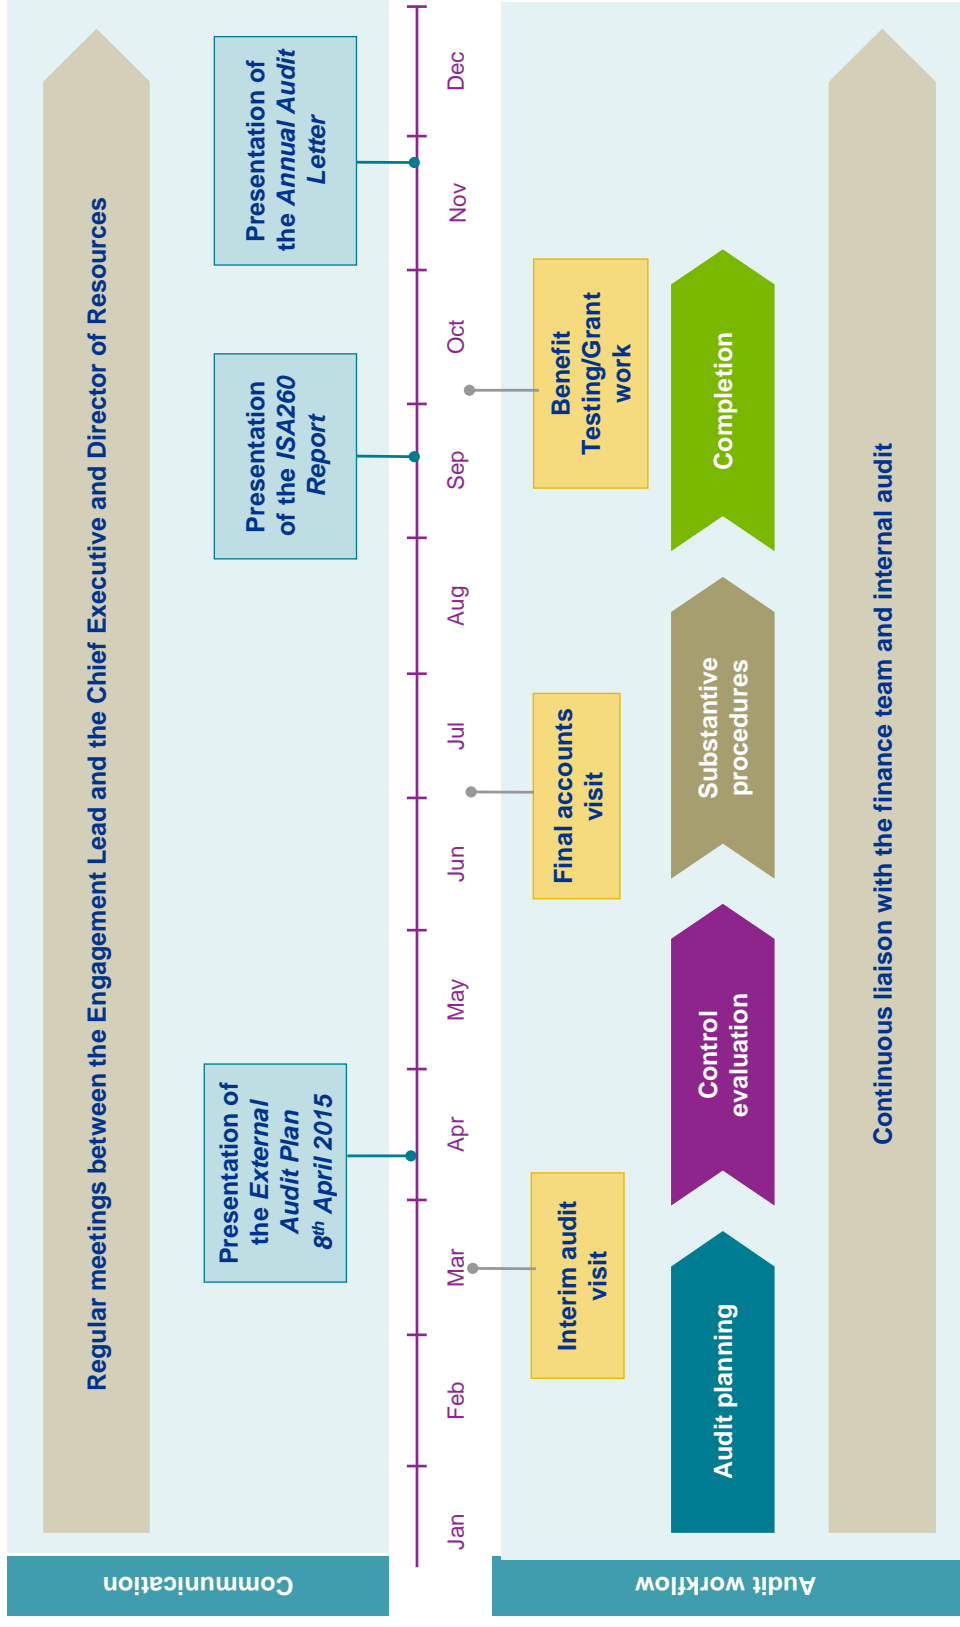 Communication
Regular meetings between the Engagement Lead and the Chief Executive and Director of Resources
Presentation of
the External
Audit Plan
8th April 2015
Presentation
of the ISA260
Report
Presentation of
the Annual Audit
Letter
Jan
Feb
Mar
Apr
May
Jun
Jul
Aug
Sep
Oct
Nov
Dec
Audit workflow
Interim audit
visit
Final accounts
visit
Benefit
Testing/Grant
work
Audit planning
Control
evaluation
Substantive
procedures
Completion
Continuous liaison with the finance team and internal audit